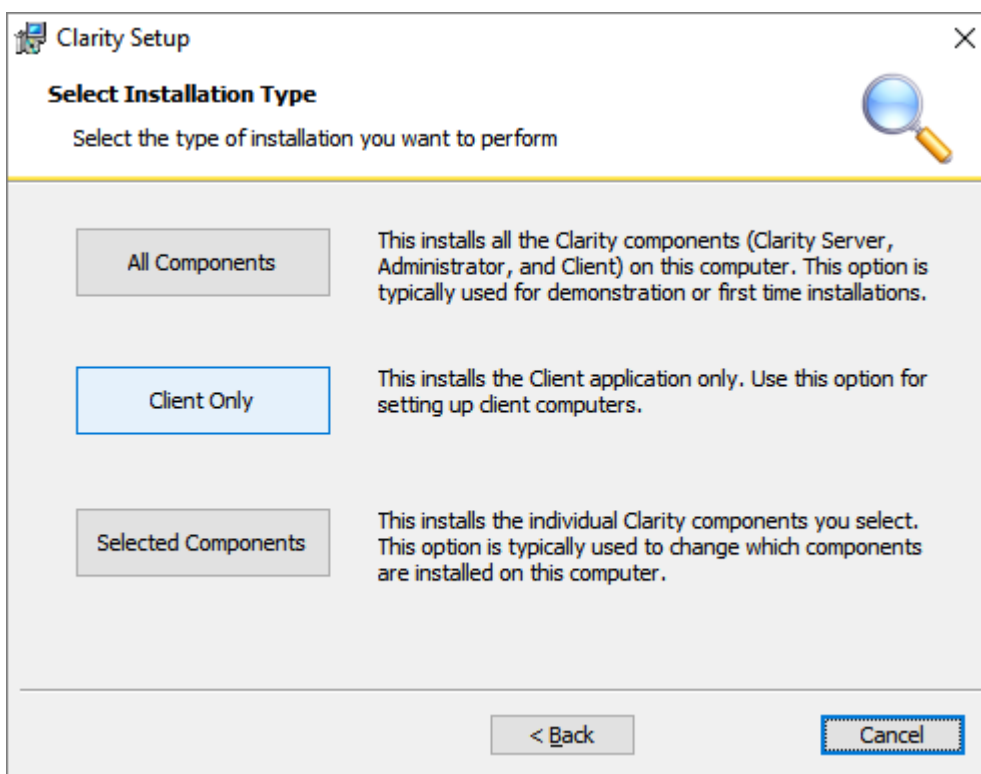 Clarity Setup
Select Installation Type
Select the type of installation you want to perform
All Components
This installs all the Clarity components (Clarity Server,
Administrator, and Client) on this computer. This option is
typically used for demonstration or first time installations.
Client Only
This installs the Client application only. Use this option for
setting up client computers.
Selected Components
This installs the individual Clarity components you select.
This option is typically used to change which components
are installed on this computer.
< Back
Cancel